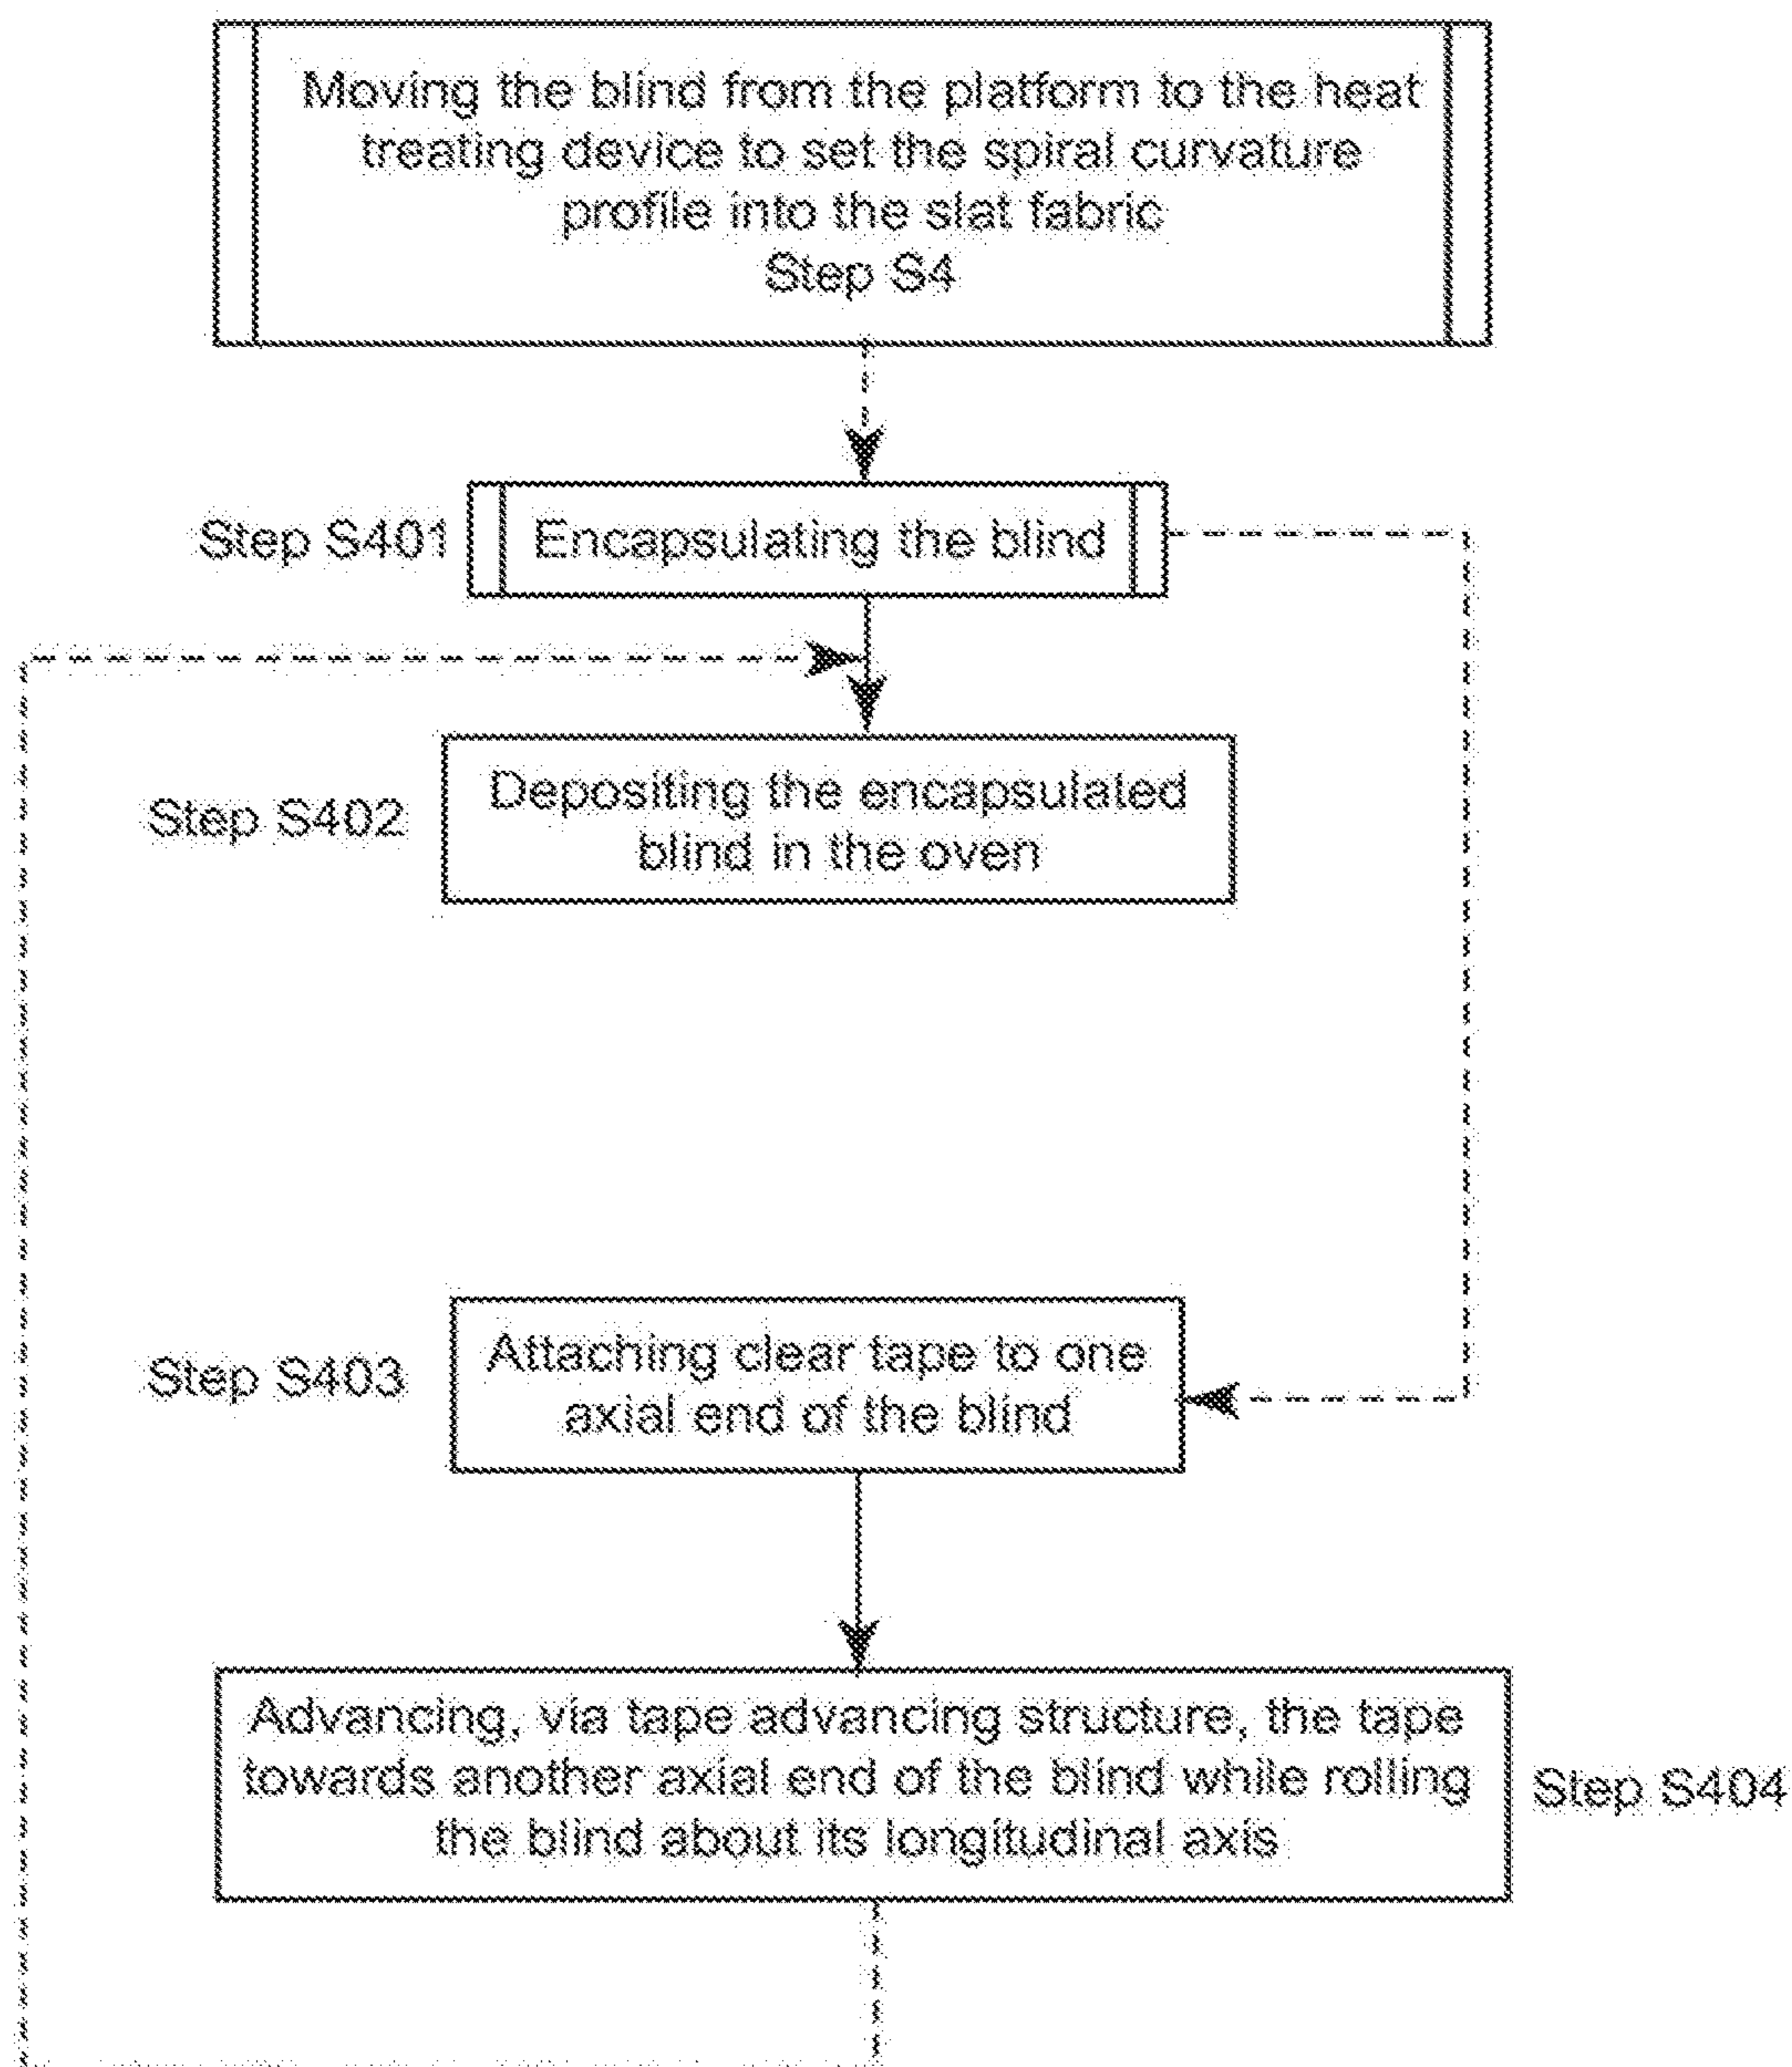 Moving the blind from the platform to the heat
treating device to set the spiral curvature
profile into the slat fabric
Step S4
Step S401
Encapsulating the blind
Step S402
Depositing the encapsulated
blind in the oven
Step S403
Attaching clear tape to one
axial end of the blind
Advancing, via tape advancing structure, the tape
towards another axial end of the blind while rolling
the blind about its longitudinal axis
Step S404